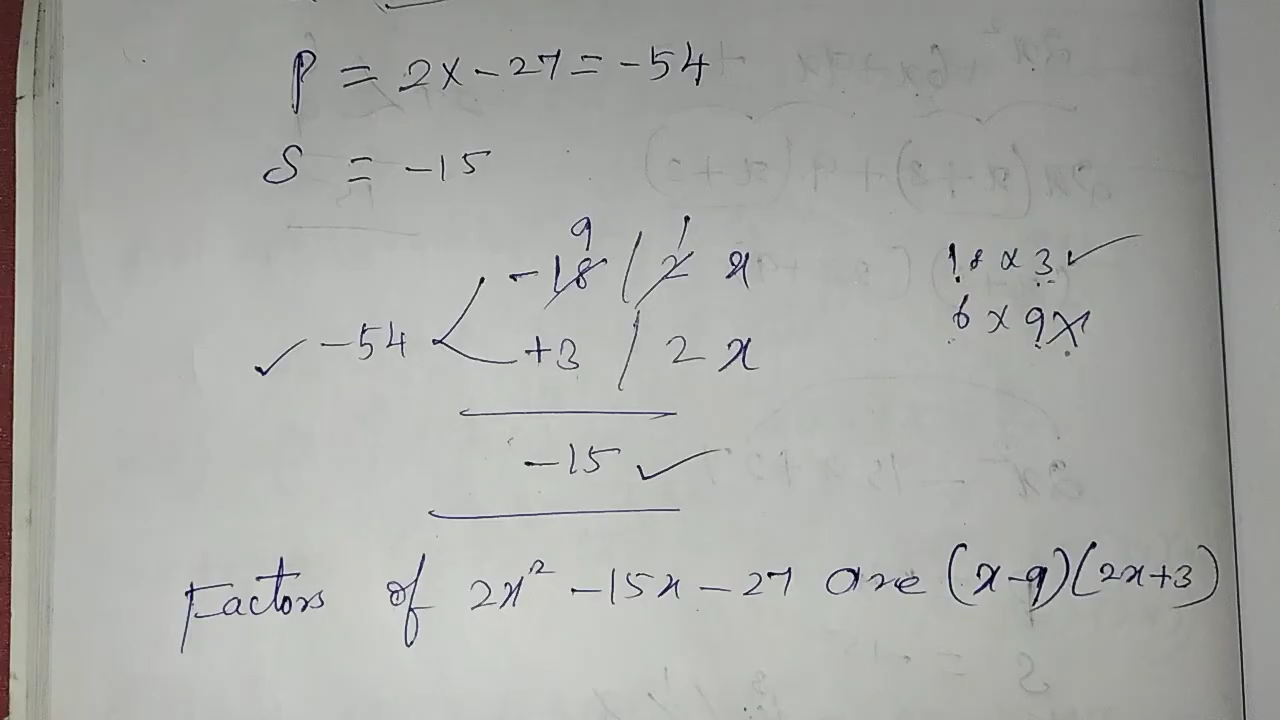 P = 2x-27 = -54
S = -15
9 1
-18/2 x
18 x 3 ✓
✓ -54
+3/2 x
6 x 9 x
-15 ✓
Factors of 2x² -15x -27 are (x-9)(2x+3)